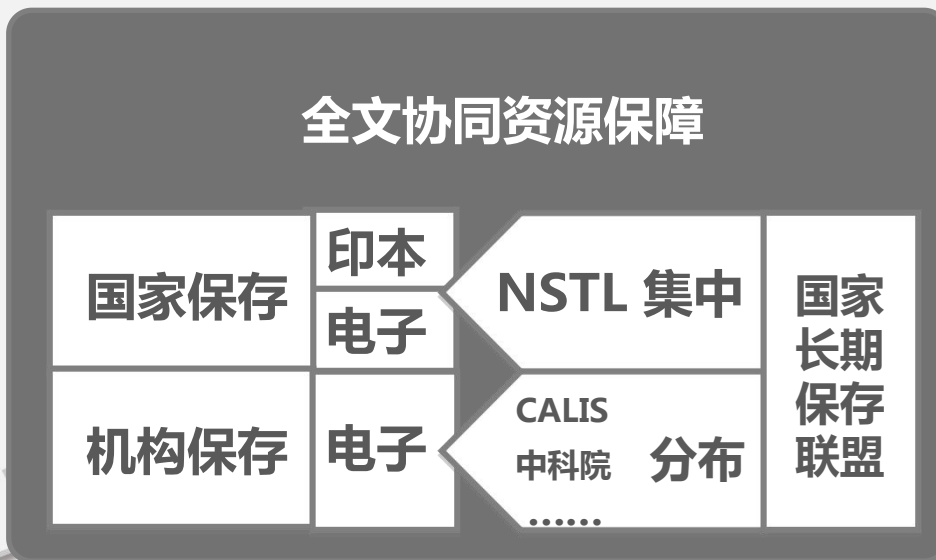 全文协同资源保障
国家保存
印本
电子
NSTL 集中
国家
长期
保存
联盟
机构保存
电子
CALIS
中科院
分布
......